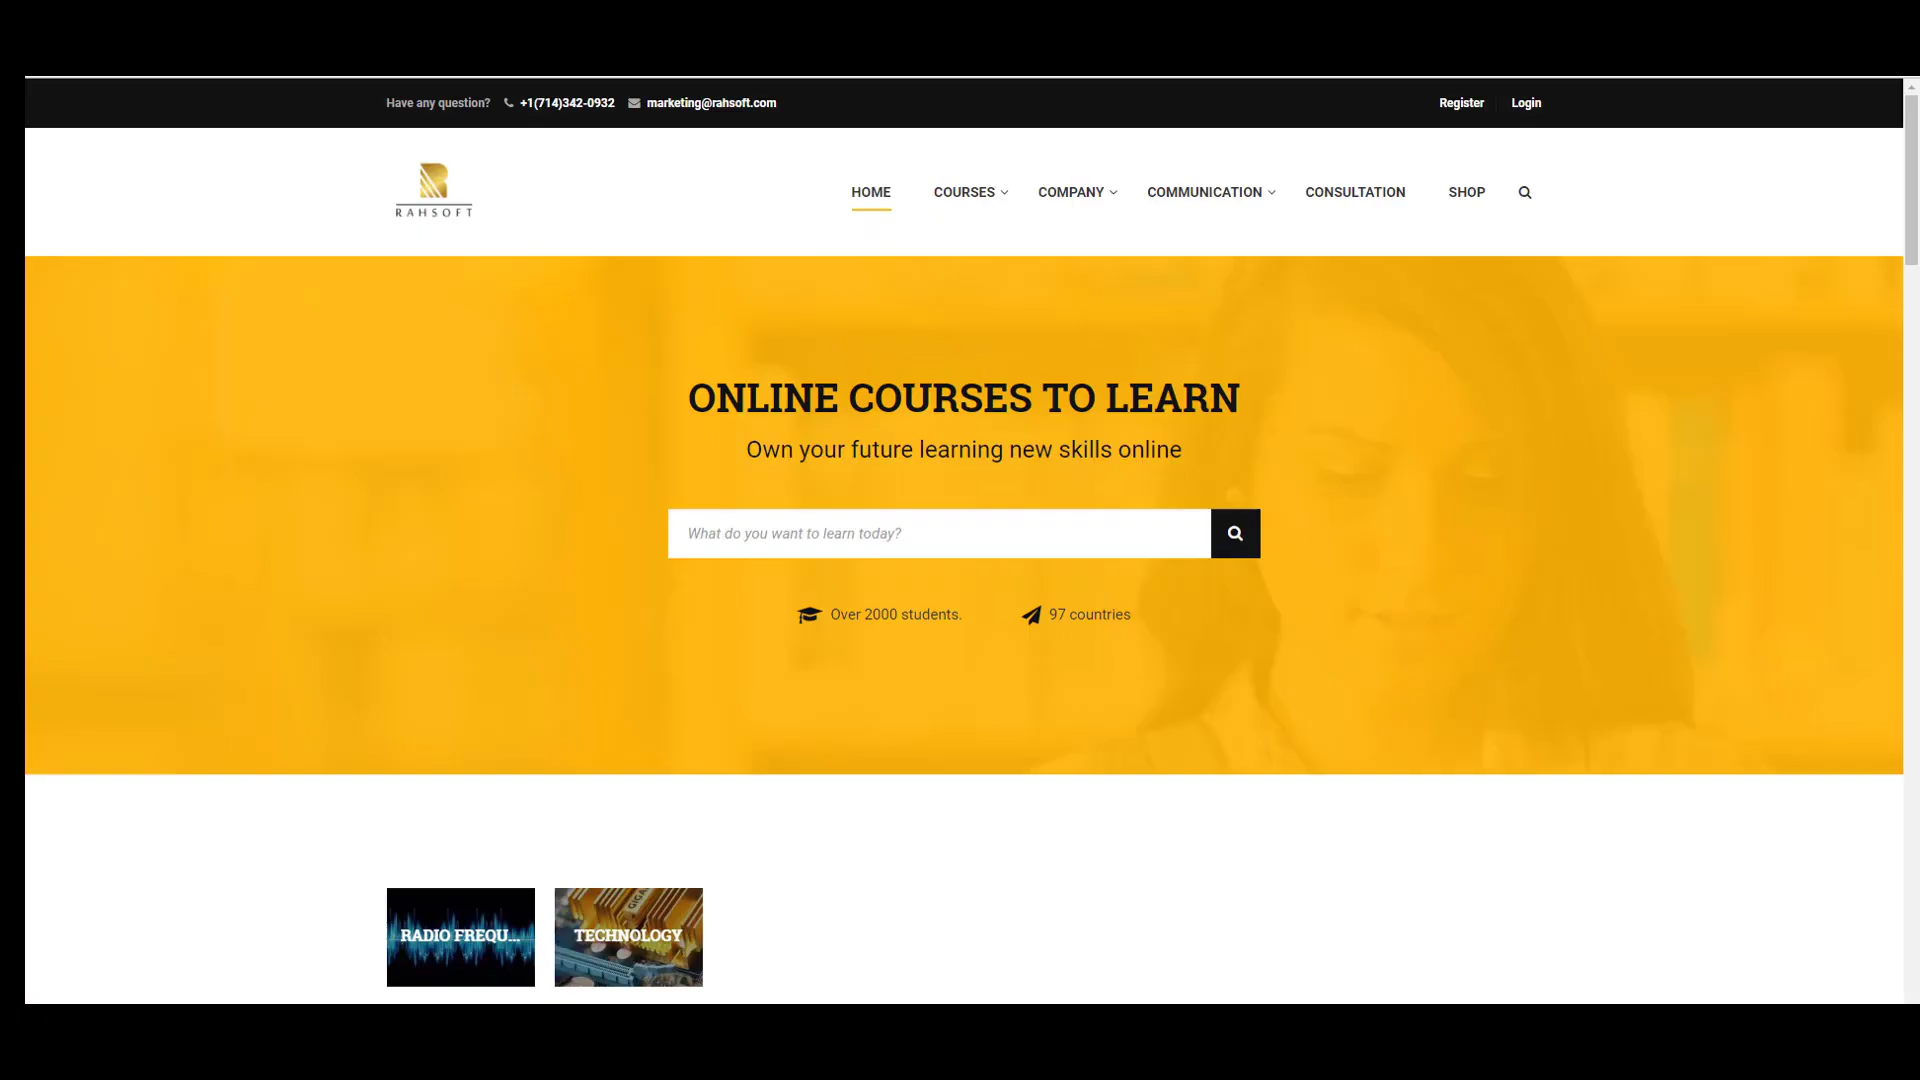 Have any question? +1(714)342-0932 marketing@rahsoft.com Register Login
RAHSOFT
HOME COURSES COMPANY COMMUNICATION CONSULTATION SHOP
ONLINE COURSES TO LEARN
Own your future learning new skills online
What do you want to learn today?
Over 2000 students. 97 countries
RADIO FREQU... TECHNOLOGY